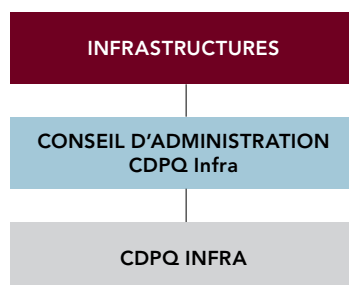 INFRASTRUCTURES
CONSEIL D’ADMINISTRATION
CDPQ Infra
CDPQ INFRA